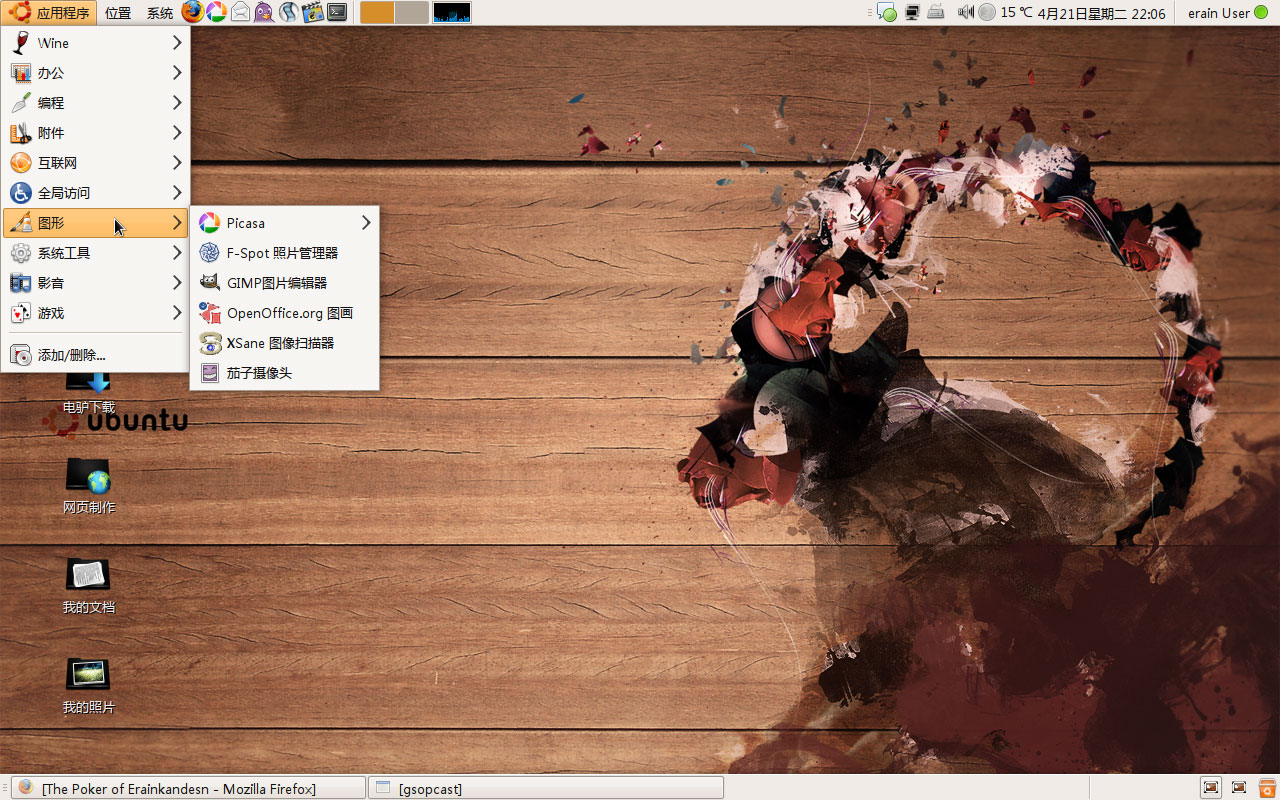 应用程序 位置 系统 15 ℃ 4月21日星期二 22:06 erain User
Wine
办公
编程
附件
互联网
全局访问
图形
系统工具
影音
游戏
添加/删除...
Picasa
F-Spot 照片管理器
GIMP图片编辑器
OpenOffice.org 图画
XSane 图像扫描器
茄子摄像头
电驴下载
ubuntu
网页制作
我的文档
我的照片
[The Poker of Erainkandesn - Mozilla Firefox] [gsopcast]